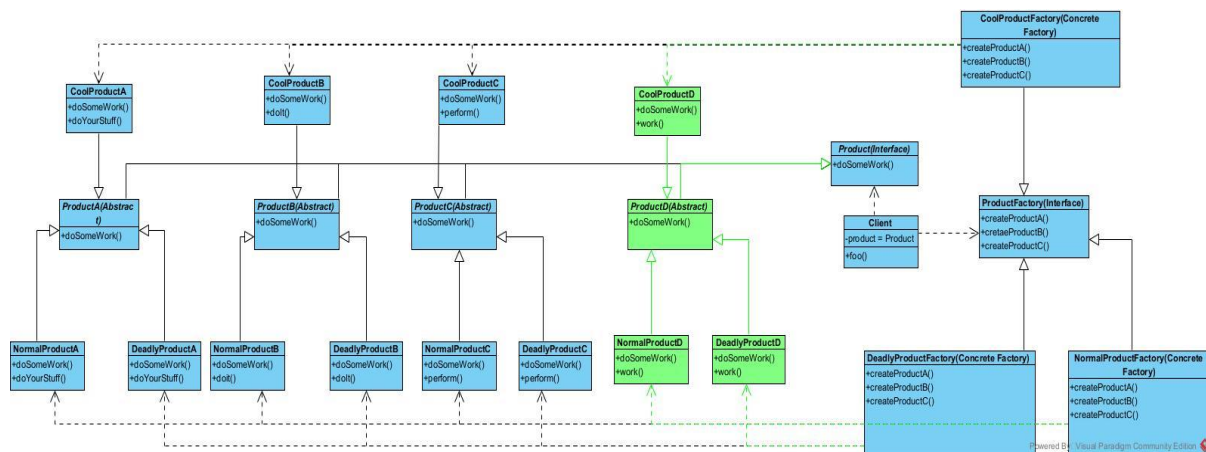 CoolProductFactory(Concrete
Factory)
+createProductA()
+createProductB()
+createProductC()
CoolProductA
+doSomeWork()
+doYourStuff()
CoolProductB
+doSomeWork()
+doIt()
CoolProductC
+doSomeWork()
+perform()
CoolProductD
+doSomeWork()
+work()
Product(Interface)
+doSomeWork()
ProductA(Abstrac
t)
+doSomeWork()
ProductB(Abstract)
+doSomeWork()
ProductC(Abstract)
+doSomeWork()
ProductD(Abstract)
+doSomeWork()
Client
-product = Product
+foo()
ProductFactory(Interface)
+createProductA()
+cretaeProductB()
+createProductC()
NormalProductA
+doSomeWork()
+doYourStuff()
DeadlyProductA
+doSomeWork()
+doYourStuff()
NormalProductB
+doSomeWork()
+doit()
DeadlyProductB
+doSomeWork()
+doIt()
NormalProductC
+doSomeWork()
+perform()
DeadlyProductC
+doSomeWork()
+perform()
NormalProductD
+doSomeWork()
+work()
DeadlyProductD
+doSomeWork()
+work()
DeadlyProductFactory(Concrete Factory)
+createProductA()
+createProductB()
+createProductC()
NormalProductFactory(Concrete
Factory)
+createProductA()
+createProductB()
+createProductC()
Powered By Visual Paradigm Community Edition